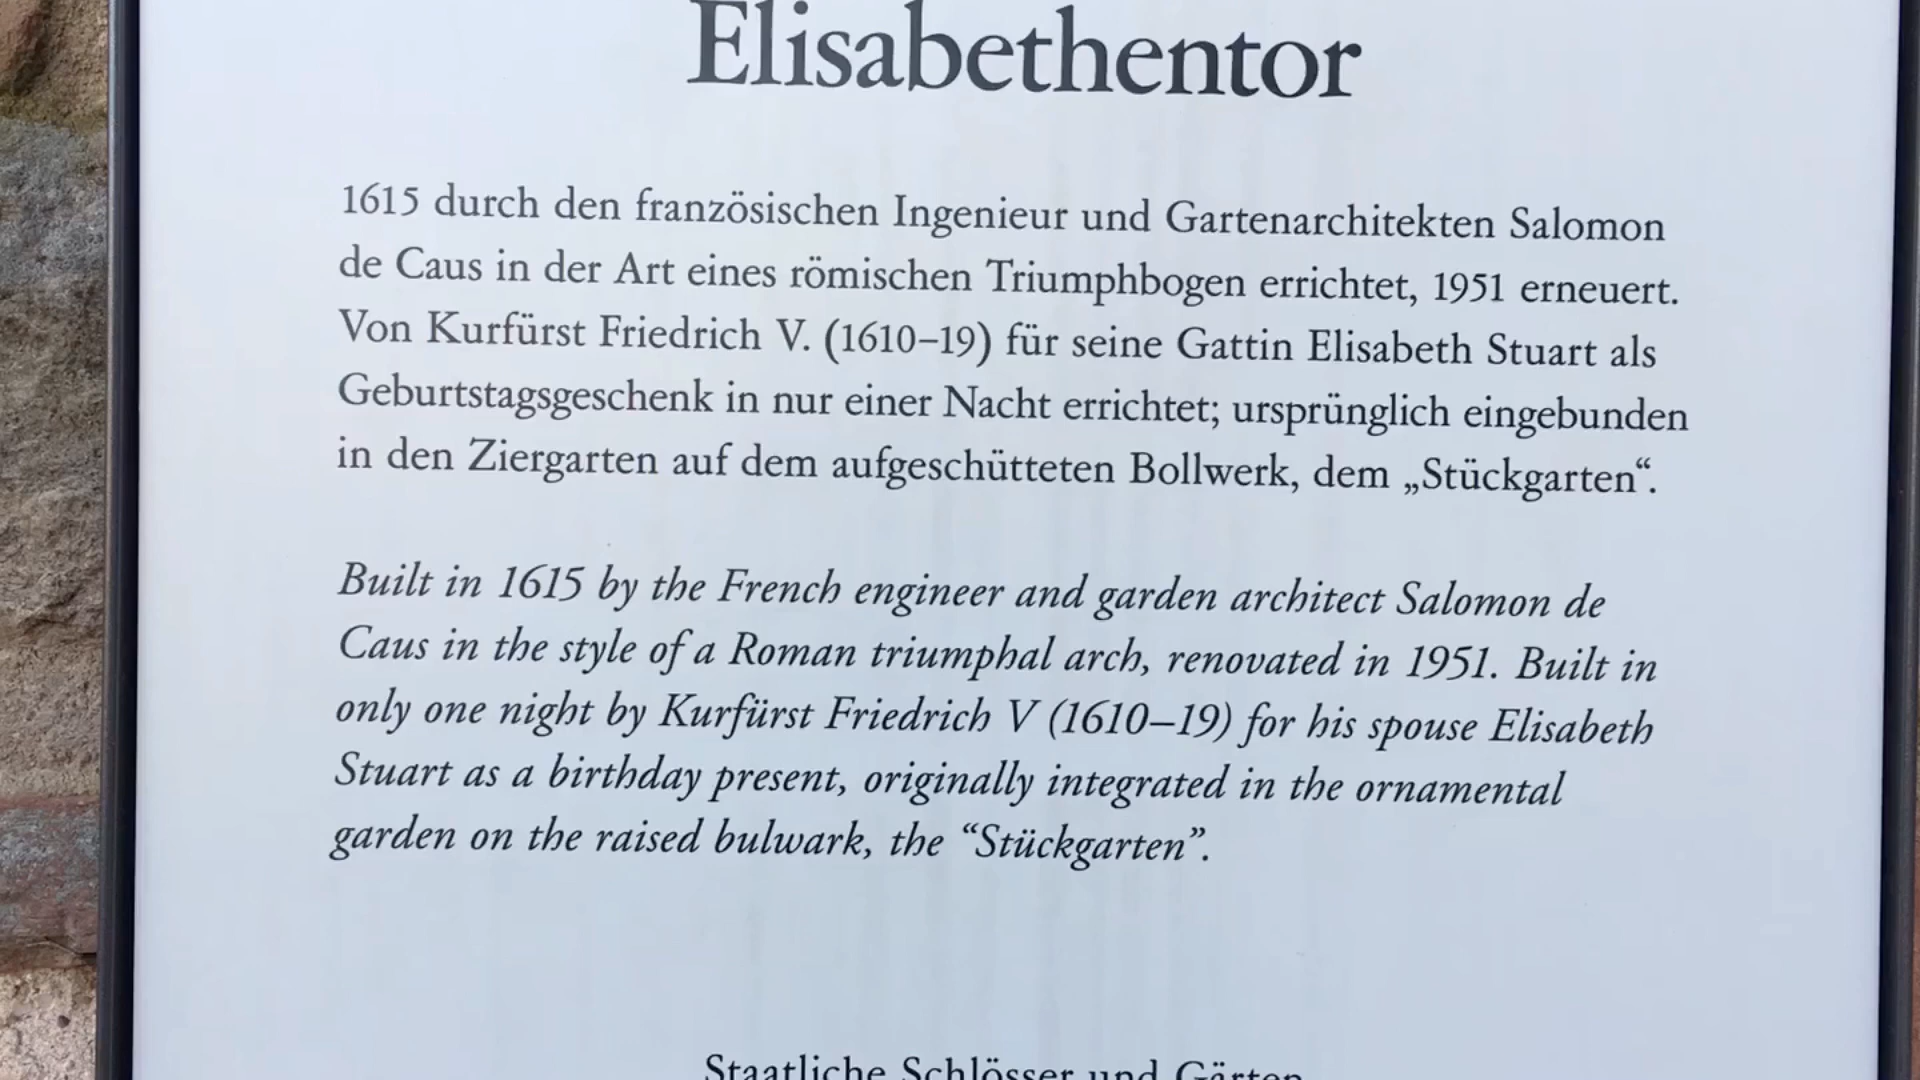 Elisabethentor
1615 durch den französischen Ingenieur und Gartenarchitekten Salomon
de Caus in der Art eines römischen Triumphbogen errichtet, 1951 erneuert.
Von Kurfürst Friedrich V. (1610–19) für seine Gattin Elisabeth Stuart als
Geburtstagsgeschenk in nur einer Nacht errichtet; ursprünglich eingebunden
in den Ziergarten auf dem aufgeschütteten Bollwerk, dem „Stückgarten“.
Built in 1615 by the French engineer and garden architect Salomon de
Caus in the style of a Roman triumphal arch, renovated in 1951. Built in
only one night by Kurfürst Friedrich V (1610–19) for his spouse Elisabeth
Stuart as a birthday present, originally integrated in the ornamental
garden on the raised bulwark, the “Stückgarten”.
Staatliche Schlösser und Gärten